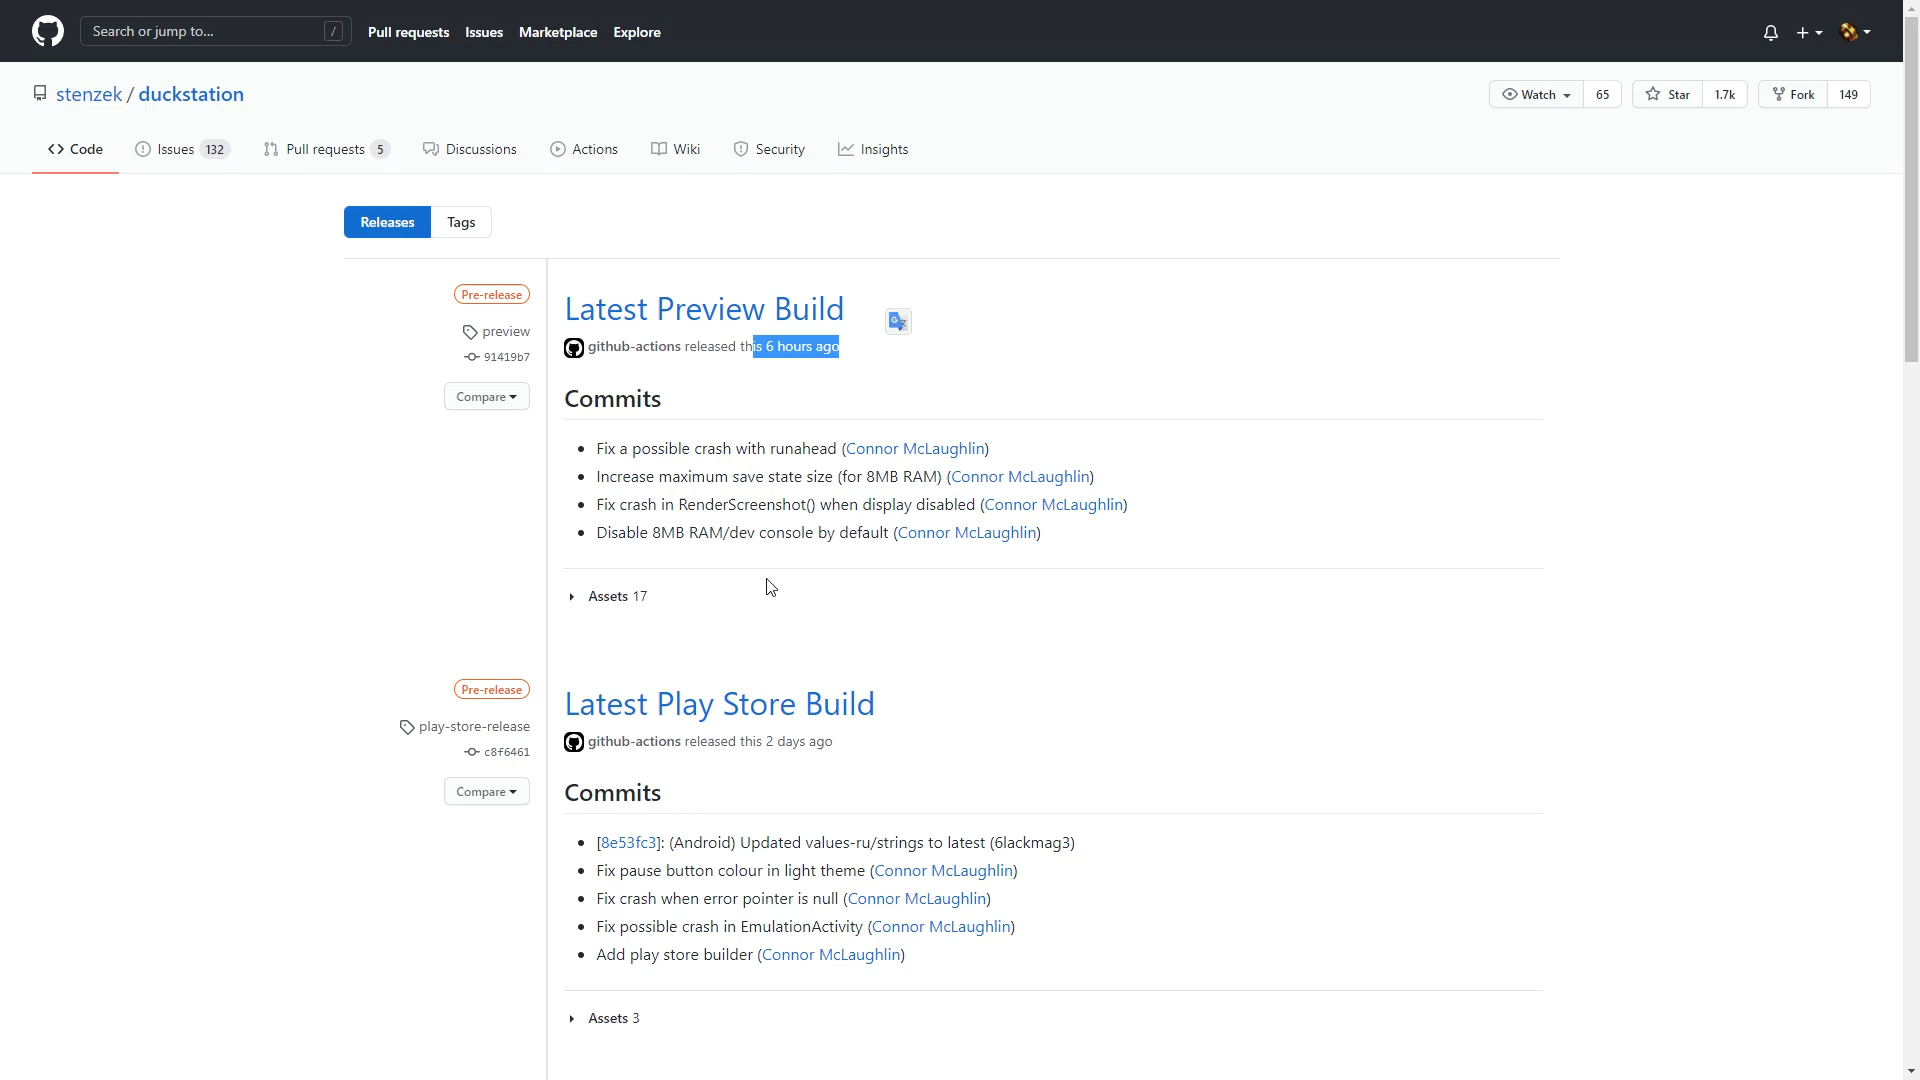 Search or jump to... /
Pull requests Issues Marketplace Explore
stenzek / duckstation
Watch 65 Star 1.7k Fork 149
Code Issues 132 Pull requests 5 Discussions Actions Wiki Security Insights
Releases Tags
Pre-release
preview
91419b7
Compare
Latest Preview Build
github-actions released this 6 hours ago
Commits
• Fix a possible crash with runahead (Connor McLaughlin)
• Increase maximum save state size (for 8MB RAM) (Connor McLaughlin)
• Fix crash in RenderScreenshot() when display disabled (Connor McLaughlin)
• Disable 8MB RAM/dev console by default (Connor McLaughlin)
Assets 17
Pre-release
play-store-release
c8f6461
Compare
Latest Play Store Build
github-actions released this 2 days ago
Commits
• [8e53fc3]: (Android) Updated values-ru/strings to latest (6lackmag3)
• Fix pause button colour in light theme (Connor McLaughlin)
• Fix crash when error pointer is null (Connor McLaughlin)
• Fix possible crash in EmulationActivity (Connor McLaughlin)
• Add play store builder (Connor McLaughlin)
Assets 3